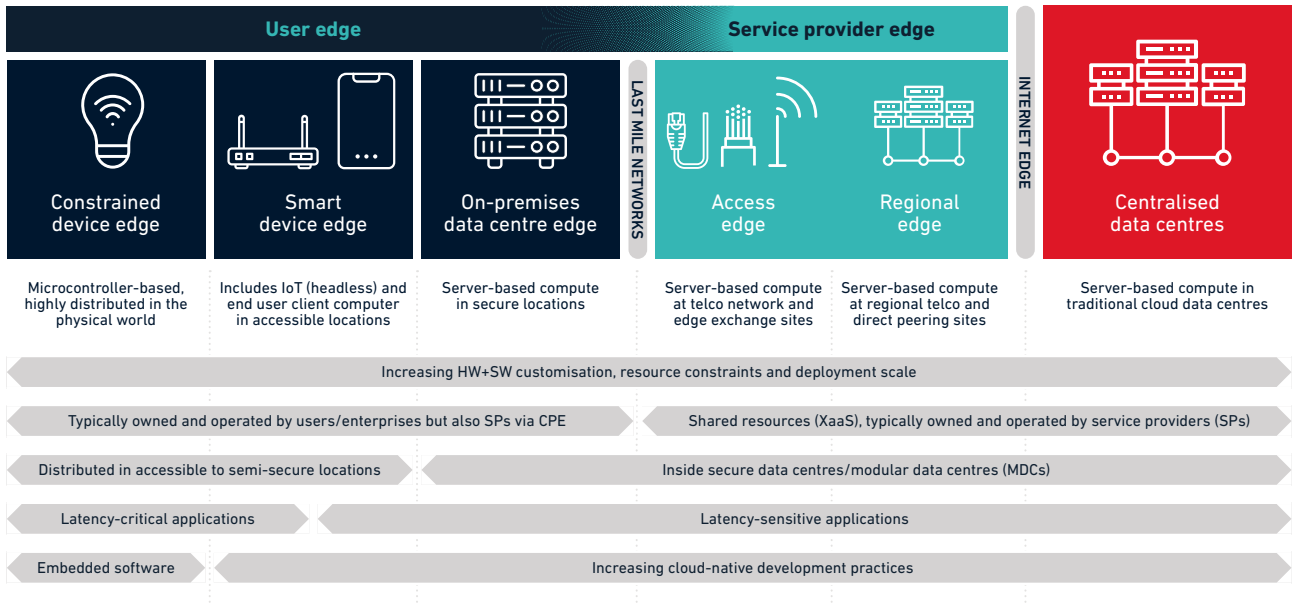 User edge
Service provider edge
Constrained
device edge
Smart
device edge
On-premises
data centre edge
LAST MILE NETWORKS
Access
edge
Regional
edge
INTERNET EDGE
Centralised
data centres
Microcontroller-based,
highly distributed in the
physical world
Includes IoT (headless) and
end user client computer
in accessible locations
Server-based compute
in secure locations
Server-based compute
at telco network and
edge exchange sites
Server-based compute
at regional telco and
direct peering sites
Server-based compute in
traditional cloud data centres
Increasing HW+SW customisation, resource constraints and deployment scale
Typically owned and operated by users/enterprises but also SPs via CPE
Shared resources (XaaS), typically owned and operated by service providers (SPs)
Distributed in accessible to semi-secure locations
Inside secure data centres/modular data centres (MDCs)
Latency-critical applications
Latency-sensitive applications
Embedded software
Increasing cloud-native development practices